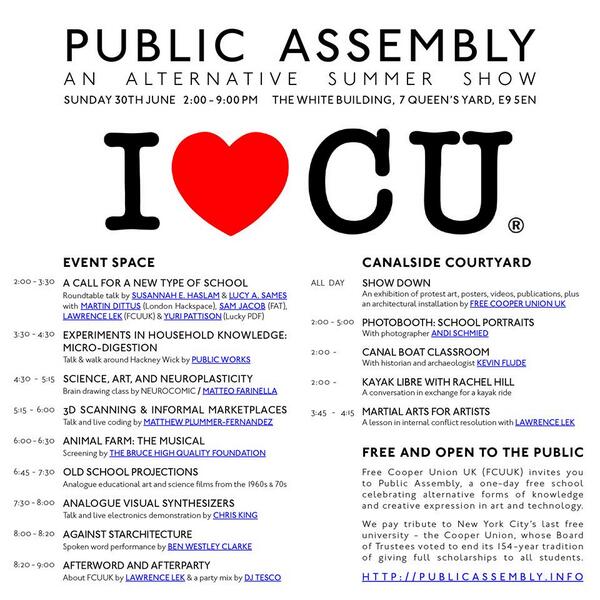 PUBLIC ASSEMBLY
AN ALTERNATIVE SUMMER SHOW
SUNDAY 30TH JUNE 2:00 - 9:00 PM THE WHITE BUILDING, 7 QUEEN'S YARD, E9 5EN
I ♥ CU®
EVENT SPACE
2:00 - 3:30 A CALL FOR A NEW TYPE OF SCHOOL
Roundtable talk by SUSANNAH E. HASLAM & LUCY A. SAMES
with MARTIN DITTUS (London Hackspace), SAM JACOB (FAT),
LAWRENCE LEK (FCUUK) & YURI PATTISON (Lucky PDF)
3:30 - 4:30 EXPERIMENTS IN HOUSEHOLD KNOWLEDGE:
MICRO-DIGESTION
Talk & walk around Hackney Wick by PUBLIC WORKS
4:30 - 5:15 SCIENCE, ART, AND NEUROPLASTICITY
Brain drawing class by NEUROCOMIC / MATTEO FARINELLA
5:15 - 6:00 3D SCANNING & INFORMAL MARKETPLACES
Talk and live coding by MATTHEW PLUMMER-FERNANDEZ
6:00 - 6:30 ANIMAL FARM: THE MUSICAL
Screening by THE BRUCE HIGH QUALITY FOUNDATION
6:45 - 7:30 OLD SCHOOL PROJECTIONS
Analogue educational art and science films from the 1960s & 70s
7:30 - 8:00 ANALOGUE VISUAL SYNTHESIZERS
Talk and live electronics demonstration by CHRIS KING
8:00 - 8:20 AGAINST STARCHITECTURE
Spoken word performance by BEN WESTLEY CLARKE
8:20 - 9:00 AFTERWORD AND AFTERPARTY
About FCUUK by LAWRENCE LEK & a party mix by DJ TESCO
CANALSIDE COURTYARD
ALL DAY SHOW DOWN
An exhibition of protest art, posters, videos, publications, plus
an architectural installation by FREE COOPER UNION UK
2:00 - 5:00 PHOTOBOOTH: SCHOOL PORTRAITS
With photographer ANDI SCHMIED
2:00 - CANAL BOAT CLASSROOM
With historian and archaeologist KEVIN FLUDE
2:00 - KAYAK LIBRE WITH RACHEL HILL
A conversation in exchange for a kayak ride
3:45 - 4:15 MARTIAL ARTS FOR ARTISTS
A lesson in internal conflict resolution with LAWRENCE LEK
FREE AND OPEN TO THE PUBLIC
Free Cooper Union UK (FCUUK) invites you
to Public Assembly, a one-day free school
celebrating alternative forms of knowledge
and creative expression in art and technology.
We pay tribute to New York City's last free
university - the Cooper Union, whose Board
of Trustees voted to end its 154-year tradition
of giving full scholarships to all students.
HTTP://PUBLICASSEMBLY.INFO